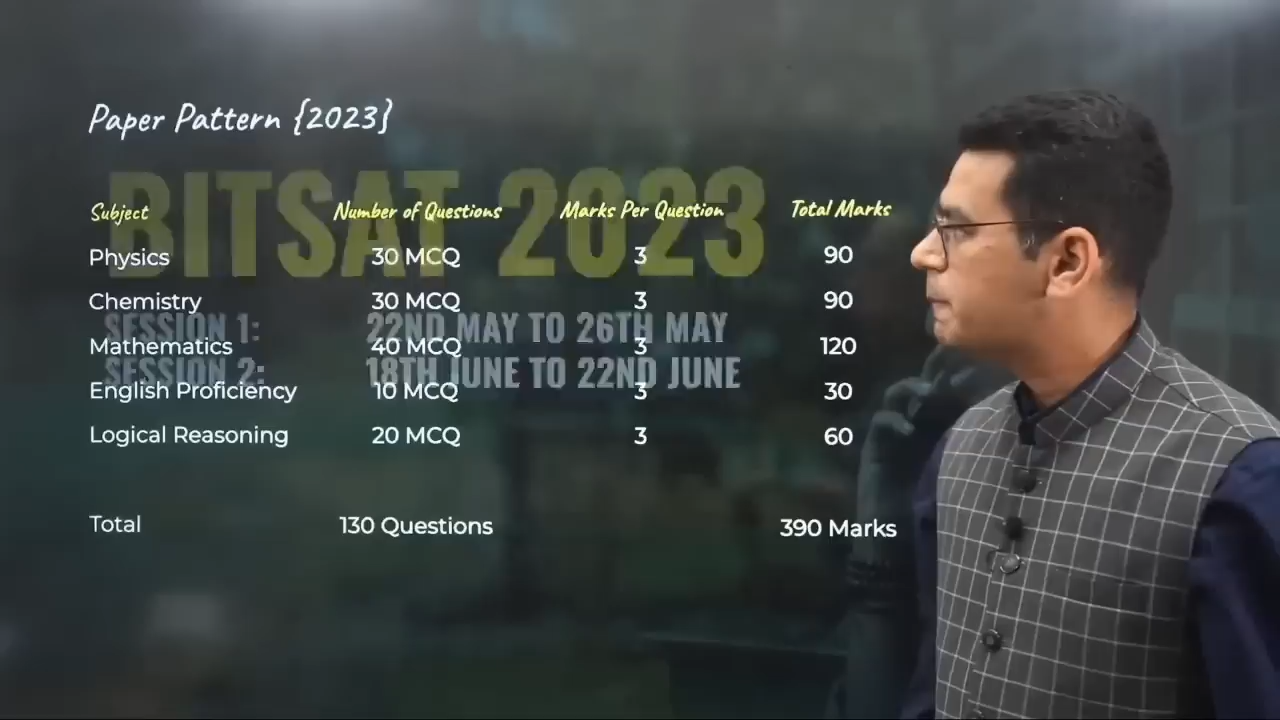 Paper Pattern {2023}
BITSAT 2023
Subject Number of Questions Marks Per Question Total Marks
Physics 30 MCQ 3 90
Chemistry 30 MCQ 3 90
SESSION 1: 22ND MAY TO 26TH MAY
Mathematics 40 MCQ 3 120
SESSION 2: 18TH JUNE TO 22ND JUNE
English Proficiency 10 MCQ 3 30
Logical Reasoning 20 MCQ 3 60
Total 130 Questions 390 Marks